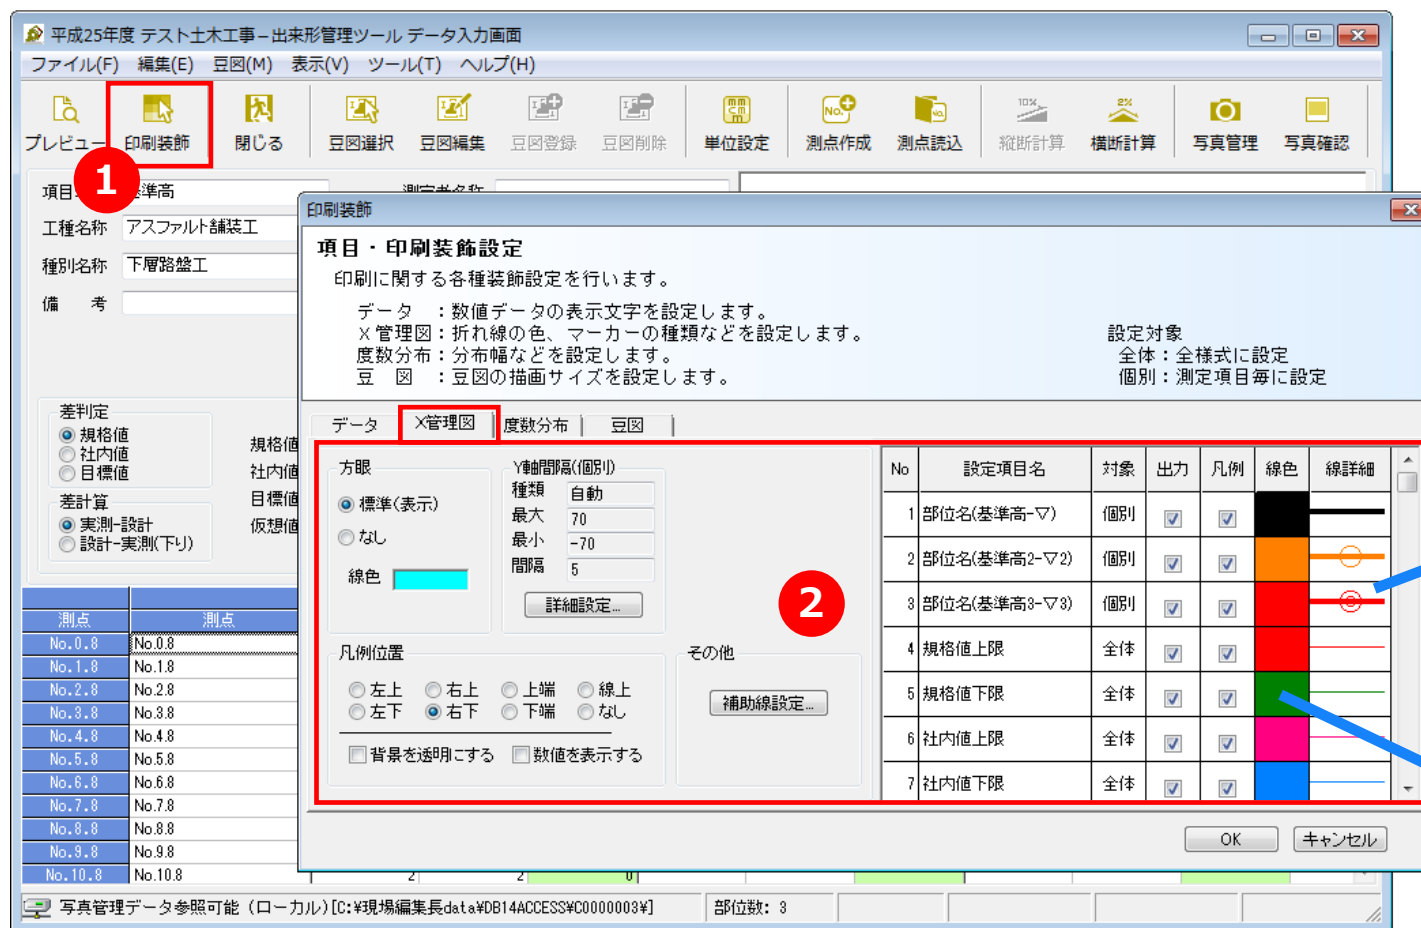 平成25年度 テスト土木工事－出来形管理ツール データ入力画面
ファイル(F) 編集(E) 豆図(M) 表示(V) ツール(T) ヘルプ(H)
プレビュー 印刷装飾 閉じる 豆図選択 豆図編集 豆図登録 豆図削除 単位設定 測点作成 測点読込 縦断計算 横断計算 写真管理 写真確認
1
項目 準高
工種名称 アスファルト舗装工
種別名称 下層路盤工
備 考
差判定
規格値
社内値
目標値
差計算
実測-設計
設計-実測(下り)
規格値
社内値
目標値
仮想値
印刷装飾
項目・印刷装飾設定
印刷に関する各種装飾設定を行います。
データ ：数値データの表示文字を設定します。
X管理図：折れ線の色、マーカーの種類などを設定します。
度数分布：分布幅などを設定します。
豆 図 ：豆図の描画サイズを設定します。
設定対象
全体：全様式に設定
個別：測定項目毎に設定
データ X管理図 度数分布 豆図
方眼
標準(表示)
なし
線色
Y軸間隔(個別)
種類 自動
最大 70
最小 -70
間隔 5
詳細設定...
2
凡例位置
左上 右上 上端 線上
左下 右下 下端 なし
背景を透明にする 数値を表示する
その他
補助線設定...
No 設定項目名 対象 出力 凡例 線色 線詳細
1 部位名(基準高-▽) 個別
2 部位名(基準高2-▽2) 個別
3 部位名(基準高3-▽3) 個別
4 規格値上限 全体
5 規格値下限 全体
6 社内値上限 全体
7 社内値下限 全体
OK キャンセル
測点 測点
No.0.8 No.0.8
No.1.8 No.1.8
No.2.8 No.2.8
No.3.8 No.3.8
No.4.8 No.4.8
No.5.8 No.5.8
No.6.8 No.6.8
No.7.8 No.7.8
No.8.8 No.8.8
No.9.8 No.9.8
No.10.8 No.10.8 2 2 0
写真管理データ参照可能（ローカル）[C:¥現場編集長data¥DB14ACCESS¥C0000003¥] 部位数: 3